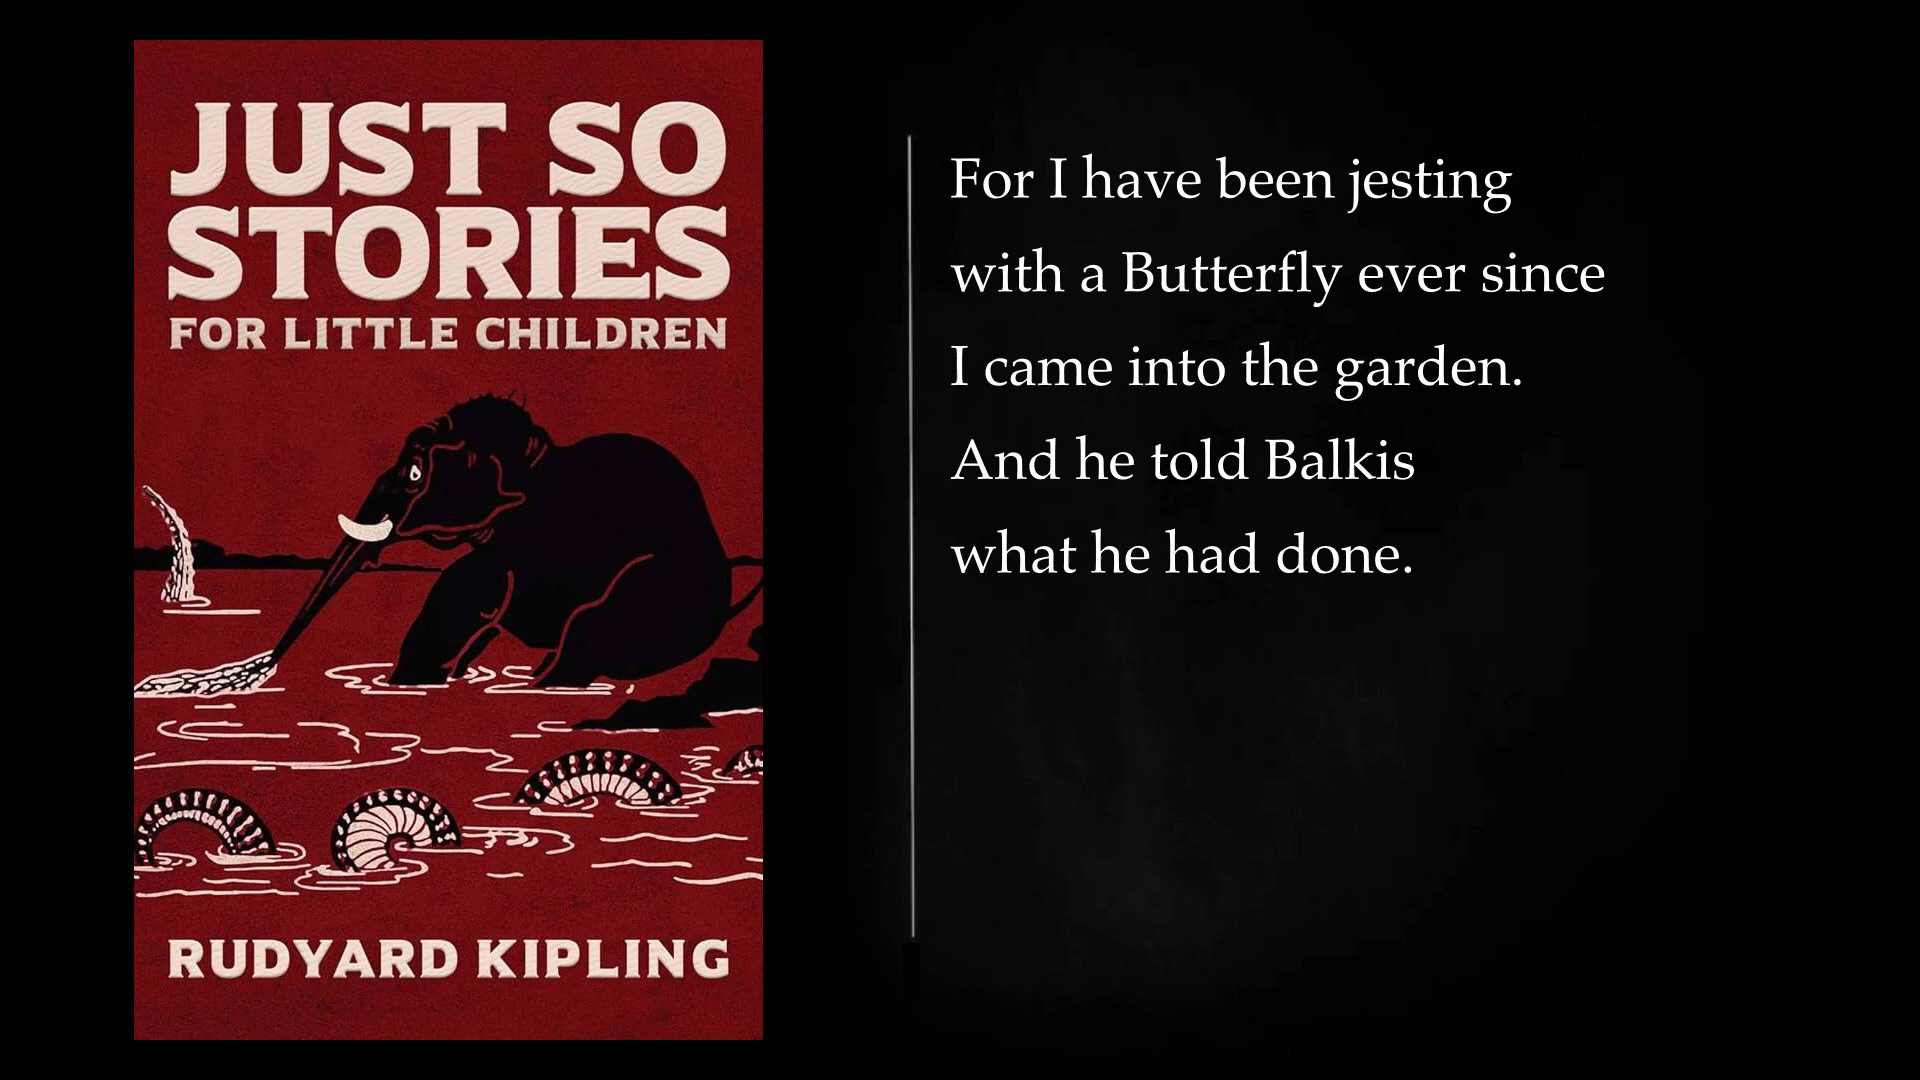 JUST SO
STORIES
FOR LITTLE CHILDREN
RUDYARD KIPLING
For I have been jesting
with a Butterfly ever since
I came into the garden.
And he told Balkis
what he had done.